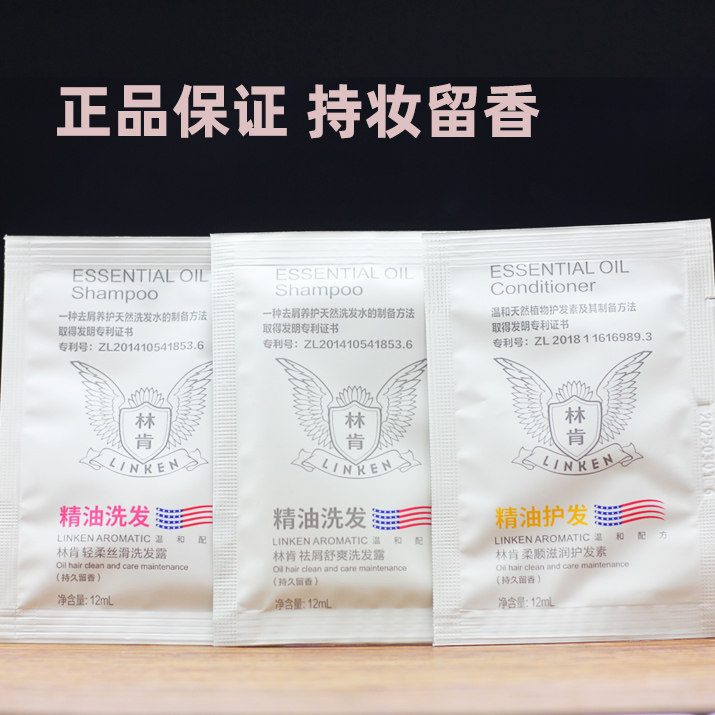 正品保证 持妆留香
ESSENTIAL OIL
Shampoo
一种去屑养护天然洗发水的制备方法
取得发明专利证书
专利号：ZL201410541853.6
林肯
LINKEN
精油洗发
LINKEN AROMATIC 温和配
林肯 轻柔丝滑洗发露
Oil hair clean and care maintenance
（持久留香）
净含量: 12mL
ESSENTIAL OIL
Shampoo
一种去屑养护天然洗发水的制备方法
取得发明专利证书
专利号：ZL201410541853.6
林肯
LINKEN
精油洗发
LINKEN AROMATIC 温和配
林肯 祛屑舒爽洗发露
Oil hair clean and care maintenance
（持久留香）
净含量: 12mL
ESSENTIAL OIL
Conditioner
温和天然植物护发素及其制备方法
取得发明专利证书
专利号：ZL 2018 1 1616989.3
林肯
LINKEN
精油护发
LINKEN AROMATIC 温和配方
林肯 柔顺滋润护发素
Oil hair clean and care maintenance
（持久留香）
净含量: 12mL